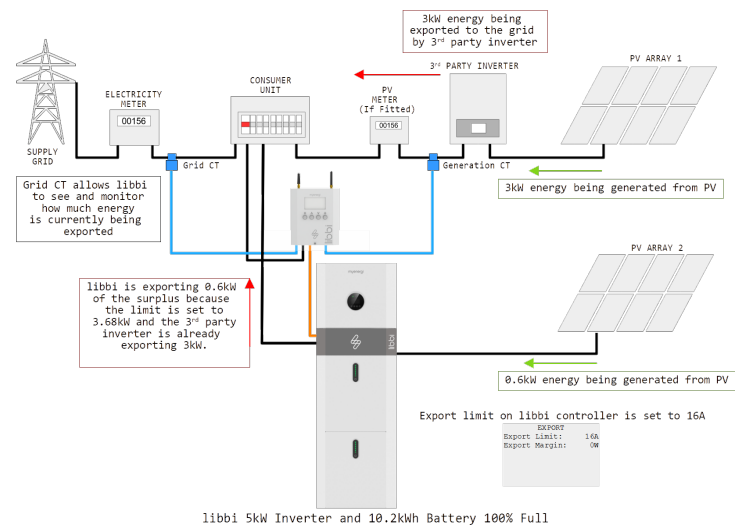 3kW energy being
exported to the grid
by 3rd party inverter
3rd PARTY INVERTER
PV ARRAY 1
ELECTRICITY
METER
00156
CONSUMER
UNIT
PV
METER
(If Fitted)
00156
SUPPLY
GRID
Grid CT
Generation CT
Grid CT allows libbi
to see and monitor
how much energy
is currently being
exported
3kW energy being generated from PV
libbi
PV ARRAY 2
libbi is exporting 0.6kW
of the surplus because
the limit is set to
3.68kW and the 3rd party
inverter is already
exporting 3kW.
libbi
0.6kW energy being generated from PV
Export limit on libbi controller is set to 16A
EXPORT
Export Limit: 16A
Export Margin: 0W
libbi 5kW Inverter and 10.2kWh Battery 100% Full